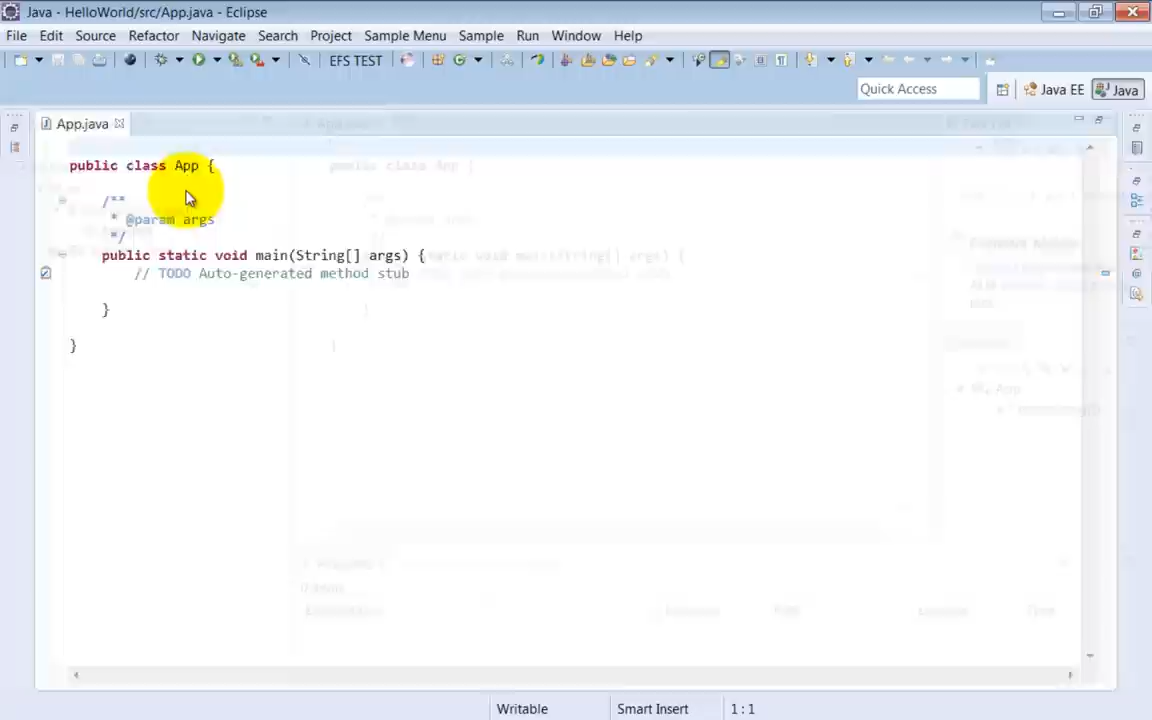 Java - HelloWorld/src/App.java - Eclipse
File Edit Source Refactor Navigate Search Project Sample Menu Sample Run Window Help
EFS TEST
Quick Access Java EE Java
App.java
public class App {
/**
* @param args
*/
public static void main(String[] args) {
// TODO Auto-generated method stub
}
}
Writable Smart Insert 1 : 1